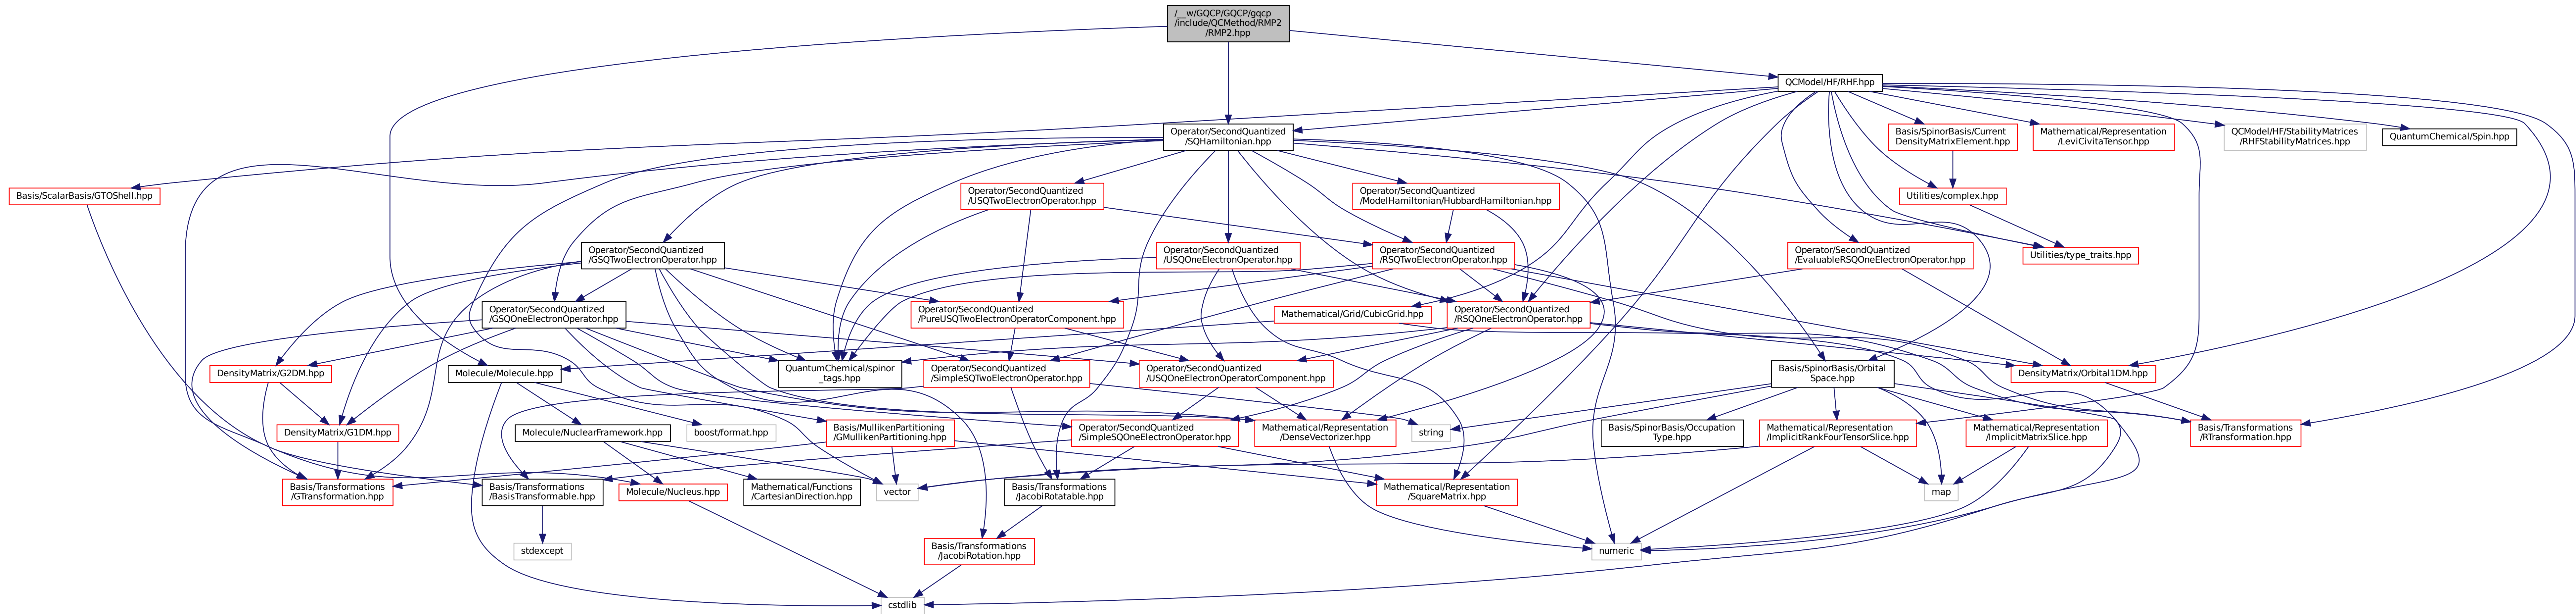 /__w/GQCP/GQCP/gqcp
/include/QCMethod/RMP2
/RMP2.hpp
QCModel/HF/RHF.hpp
Operator/SecondQuantized
/SQHamiltonian.hpp
Basis/SpinorBasis/Current
DensityMatrixElement.hpp
Mathematical/Representation
/LeviCivitaTensor.hpp
QCModel/HF/StabilityMatrices
/RHFStabilityMatrices.hpp
QuantumChemical/Spin.hpp
Basis/ScalarBasis/GTOShell.hpp
Operator/SecondQuantized
/USQTwoElectronOperator.hpp
Operator/SecondQuantized
/ModelHamiltonian/HubbardHamiltonian.hpp
Utilities/complex.hpp
Operator/SecondQuantized
/GSQTwoElectronOperator.hpp
Operator/SecondQuantized
/USQOneElectronOperator.hpp
Operator/SecondQuantized
/RSQTwoElectronOperator.hpp
Operator/SecondQuantized
/EvaluableRSQOneElectronOperator.hpp
Utilities/type_traits.hpp
Operator/SecondQuantized
/GSQOneElectronOperator.hpp
Operator/SecondQuantized
/PureUSQTwoElectronOperatorComponent.hpp
Mathematical/Grid/CubicGrid.hpp
Operator/SecondQuantized
/RSQOneElectronOperator.hpp
DensityMatrix/G2DM.hpp
Molecule/Molecule.hpp
QuantumChemical/spinor
_tags.hpp
Operator/SecondQuantized
/SimpleSQTwoElectronOperator.hpp
Operator/SecondQuantized
/USQOneElectronOperatorComponent.hpp
Basis/SpinorBasis/Orbital
Space.hpp
DensityMatrix/Orbital1DM.hpp
DensityMatrix/G1DM.hpp
Molecule/NuclearFramework.hpp
boost/format.hpp
Basis/MullikenPartitioning
/GMullikenPartitioning.hpp
Operator/SecondQuantized
/SimpleSQOneElectronOperator.hpp
Mathematical/Representation
/DenseVectorizer.hpp
string
Basis/SpinorBasis/Occupation
Type.hpp
Mathematical/Representation
/ImplicitRankFourTensorSlice.hpp
Mathematical/Representation
/ImplicitMatrixSlice.hpp
Basis/Transformations
/RTransformation.hpp
Basis/Transformations
/GTransformation.hpp
Basis/Transformations
/BasisTransformable.hpp
Molecule/Nucleus.hpp
Mathematical/Functions
/CartesianDirection.hpp
vector
Basis/Transformations
/JacobiRotatable.hpp
Mathematical/Representation
/SquareMatrix.hpp
map
stdexcept
Basis/Transformations
/JacobiRotation.hpp
numeric
cstdlib